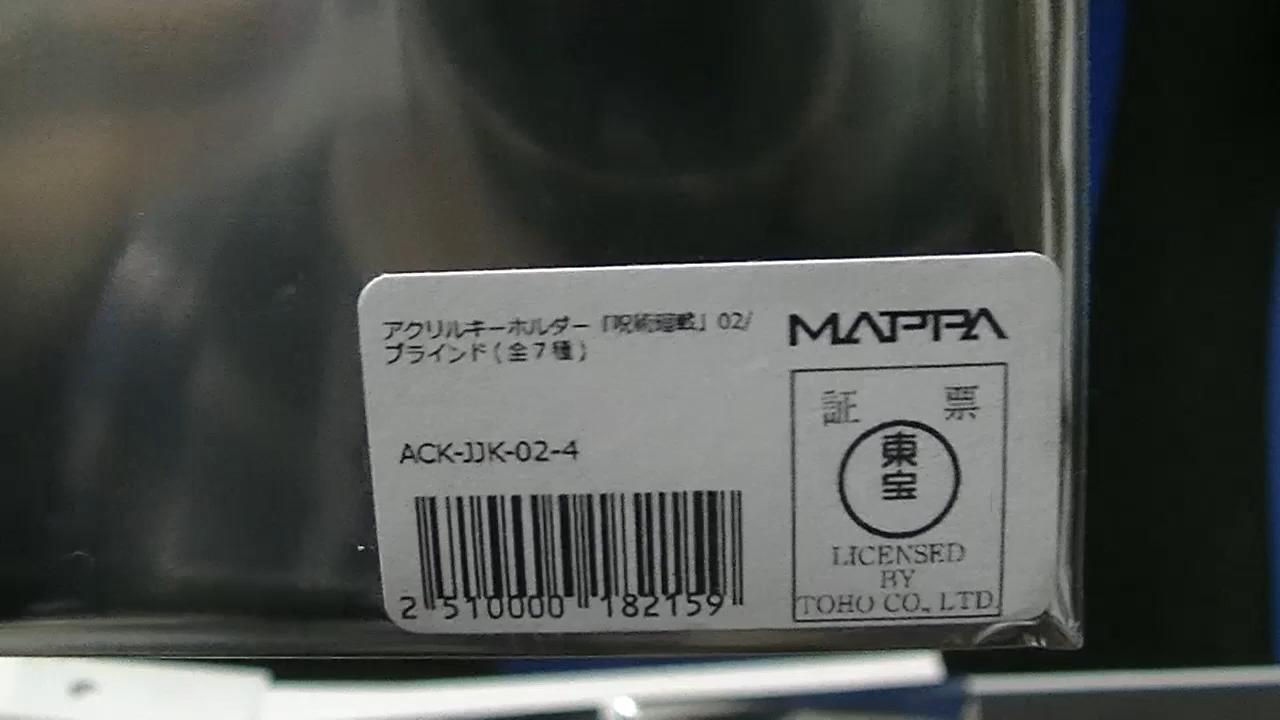 アクリルキーホルダー「呪術廻戦」02/
ブラインド(全7種)
ACK-JJK-02-4
2 510000 182159
MAPPA
証 票
東宝
LICENSED
BY
TOHO CO., LTD.